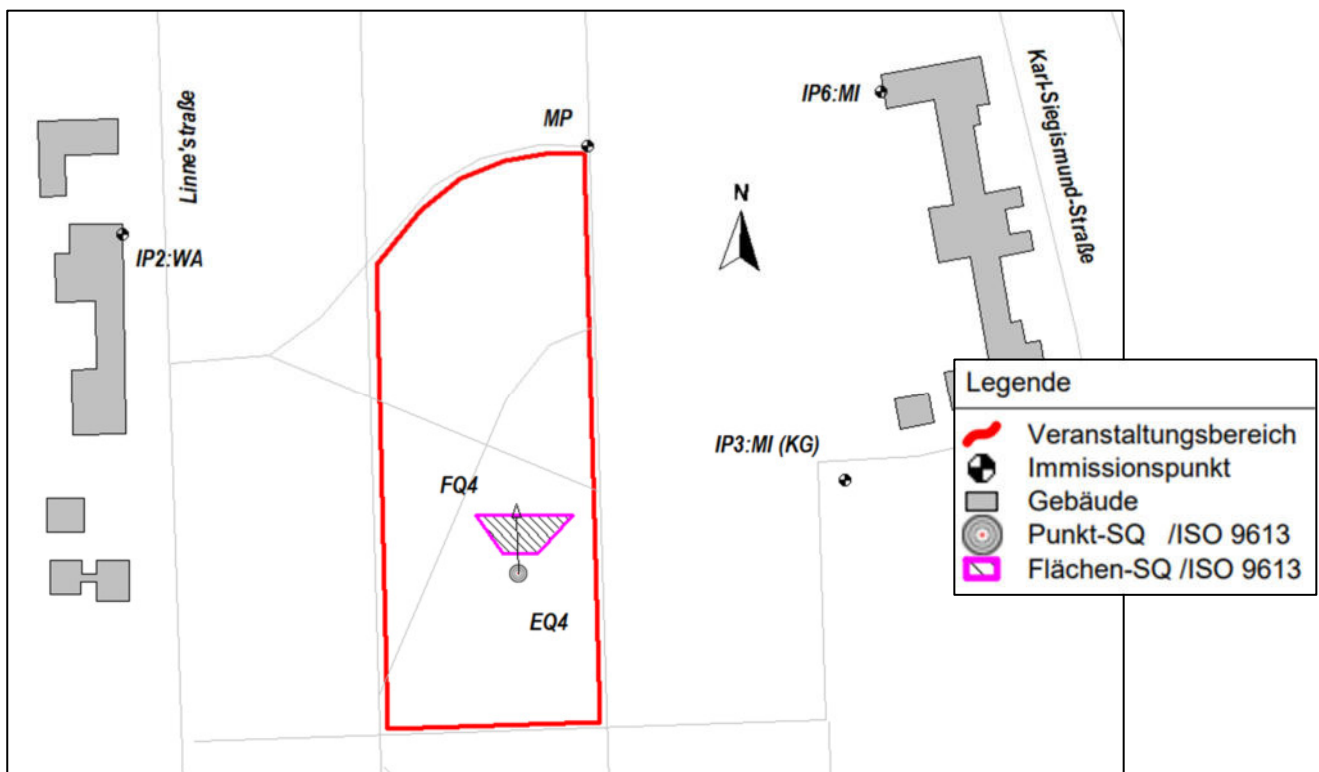 IP6:MI
Karl-Siegismund-Straße
MP
Linne'straße
N
IP2:WA
IP3:MI (KG)
FQ4
EQ4
Legende
Veranstaltungsbereich
Immissionspunkt
Gebäude
Punkt-SQ /ISO 9613
Flächen-SQ /ISO 9613